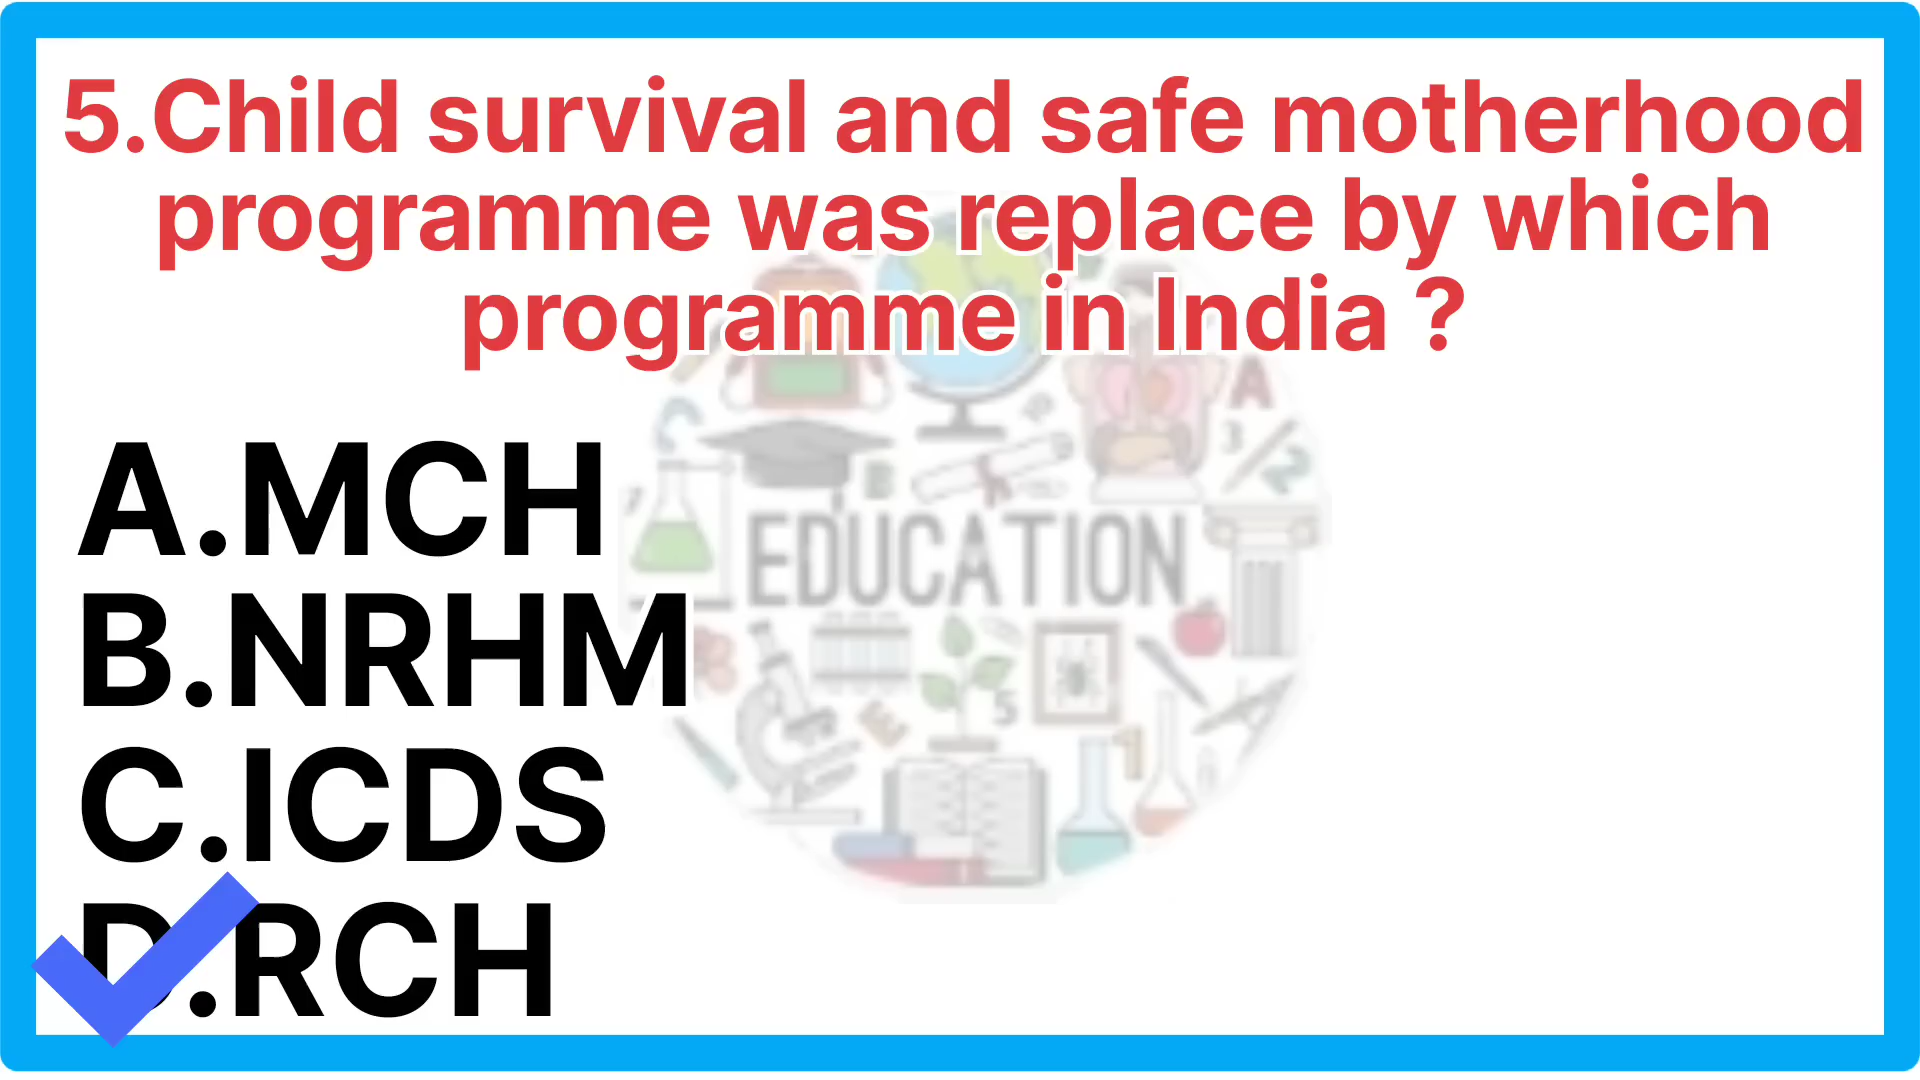 5.Child survival and safe motherhood
programme was replace by which
programme in India ?
A.MCH
B.NRHM
C.ICDS
D.RCH
EDUCATION